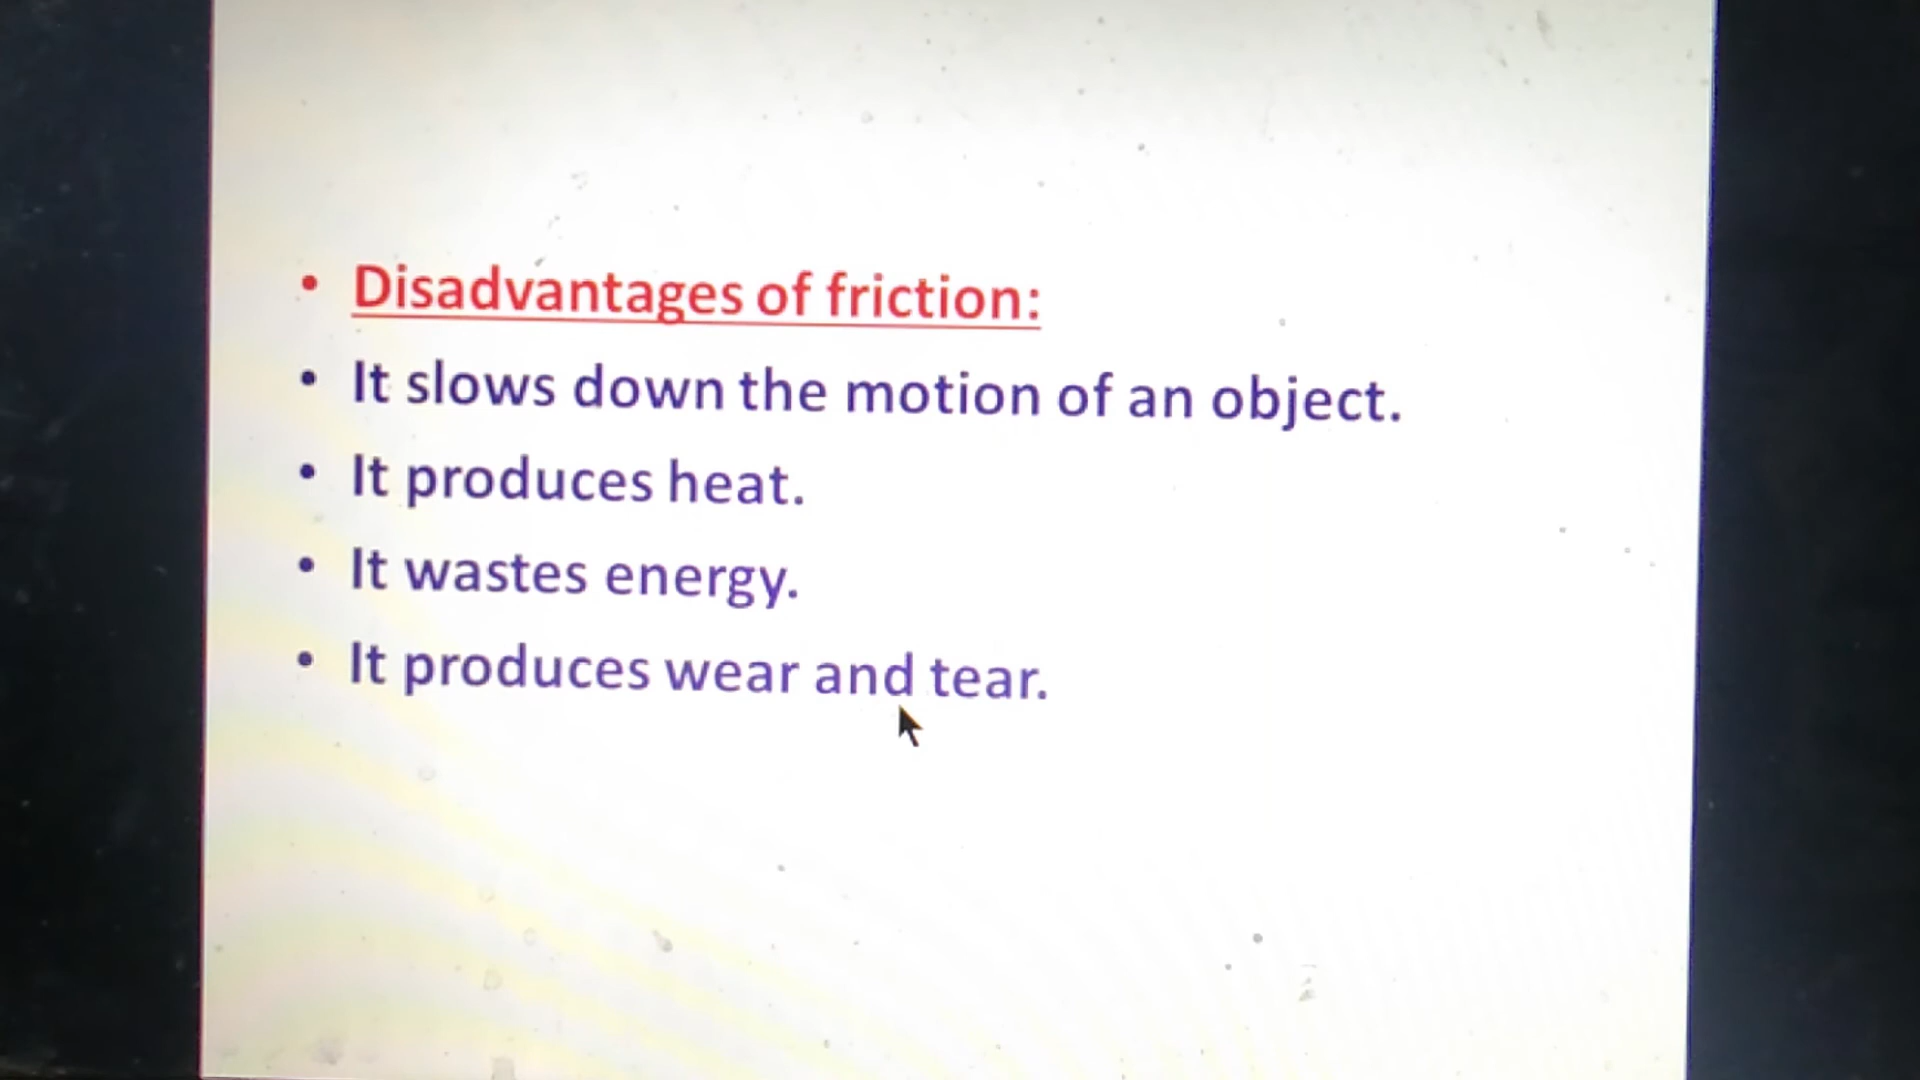 • Disadvantages of friction:
• It slows down the motion of an object.
• It produces heat.
• It wastes energy.
• It produces wear and tear.